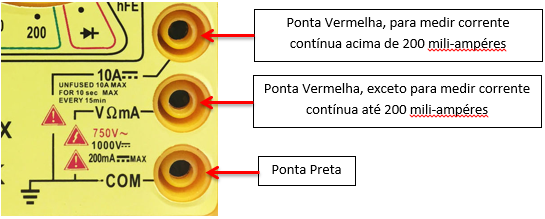 hFE
200
10A⎓
UNFUSED 10A MAX
FOR 10 sec MAX
EVERY 15min
VΩmA
750V~
1000V⎓
200mA⎓MAX
COM
Ponta Vermelha, para medir corrente
contínua acima de 200 mili-ampéres
Ponta Vermelha, exceto para medir corrente
contínua até 200 mili-ampéres
Ponta Preta